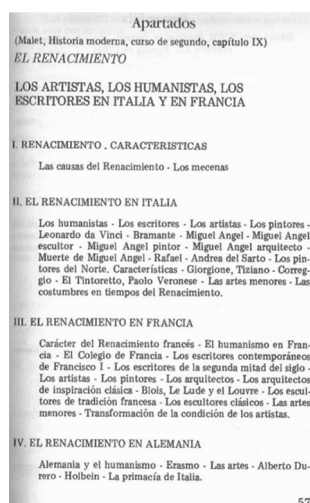 Apartados
(Malet, Historia moderna, curso de segundo, capítulo IX)
EL RENACIMIENTO
LOS ARTISTAS, LOS HUMANISTAS, LOS
ESCRITORES EN ITALIA Y EN FRANCIA
I. RENACIMIENTO . CARACTERISTICAS
Las causas del Renacimiento - Los mecenas
II. EL RENACIMIENTO EN ITALIA
Los humanistas - Los escritores - Los artistas - Los pintores -
Leonardo da Vinci - Bramante - Miguel Angel - Miguel Angel
escultor - Miguel Angel pintor - Miguel Angel arquitecto -
Muerte de Miguel Angel - Rafael - Andrea del Sarto - Los pin-
tores del Norte. Características - Giorgione, Tiziano - Correg-
gio - El Tintoretto, Paolo Veronese - Las artes menores - Las
costumbres en tiempos del Renacimiento.
III. EL RENACIMIENTO EN FRANCIA
Carácter del Renacimiento francés - El humanismo en Fran-
cia - El Colegio de Francia - Los escritores contemporáneos
de Francisco I - Los escritores de la segunda mitad del siglo -
Los artistas - Los pintores - Los arquitectos - Los arquitectos
de inspiración clásica - Blois, Le Lude y el Louvre - Los escul-
tores de tradición francesa - Los escultores clásicos - Las artes
menores - Transformación de la condición de los artistas.
IV. EL RENACIMIENTO EN ALEMANIA
Alemania y el humanismo - Erasmo - Las artes - Alberto Du-
rero - Holbein - La primacía de Italia.
57